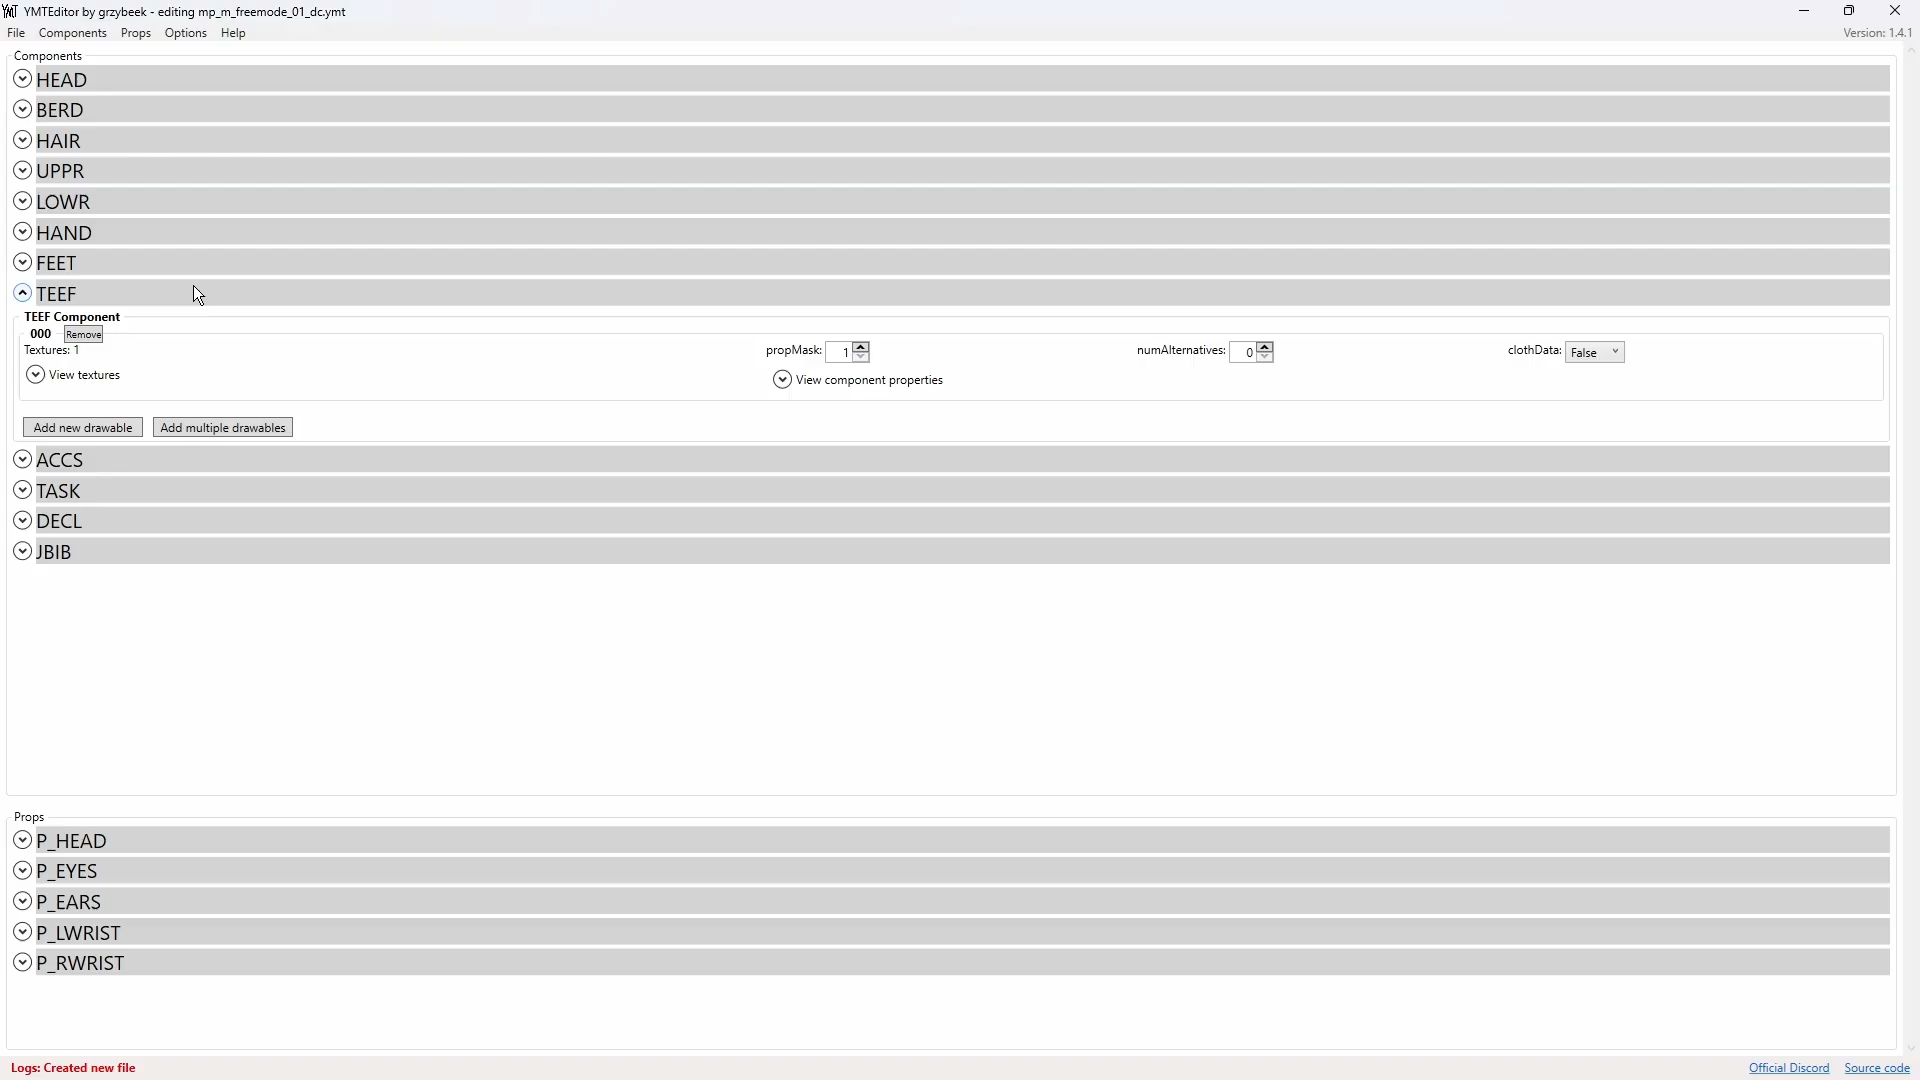 YMT YMTEditor by grzybeek - editing mp_m_freemode_01_dc.ymt
File Components Props Options Help Version: 1.4.1
Components
HEAD
BERD
HAIR
UPPR
LOWR
HAND
FEET
TEEF
TEEF Component
000 Remove
Textures: 1 propMask: 1 numAlternatives: 0 clothData: False
View textures View component properties
Add new drawable Add multiple drawables
ACCS
TASK
DECL
JBIB
Props
P_HEAD
P_EYES
P_EARS
P_LWRIST
P_RWRIST
Logs: Created new file Official Discord Source code